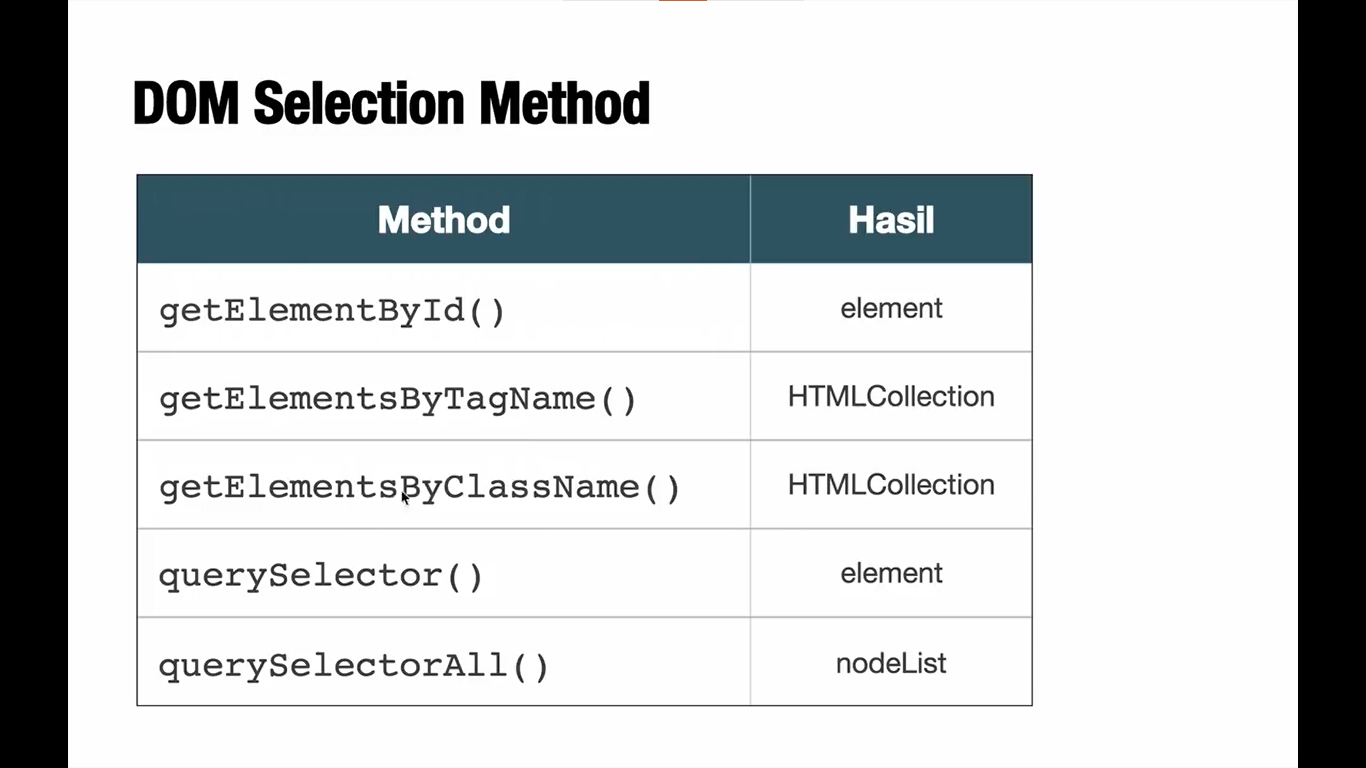 DOM Selection Method
Method Hasil
getElementById() element
getElementsByTagName() HTMLCollection
getElementsByClassName() HTMLCollection
querySelector() element
querySelectorAll() nodeList